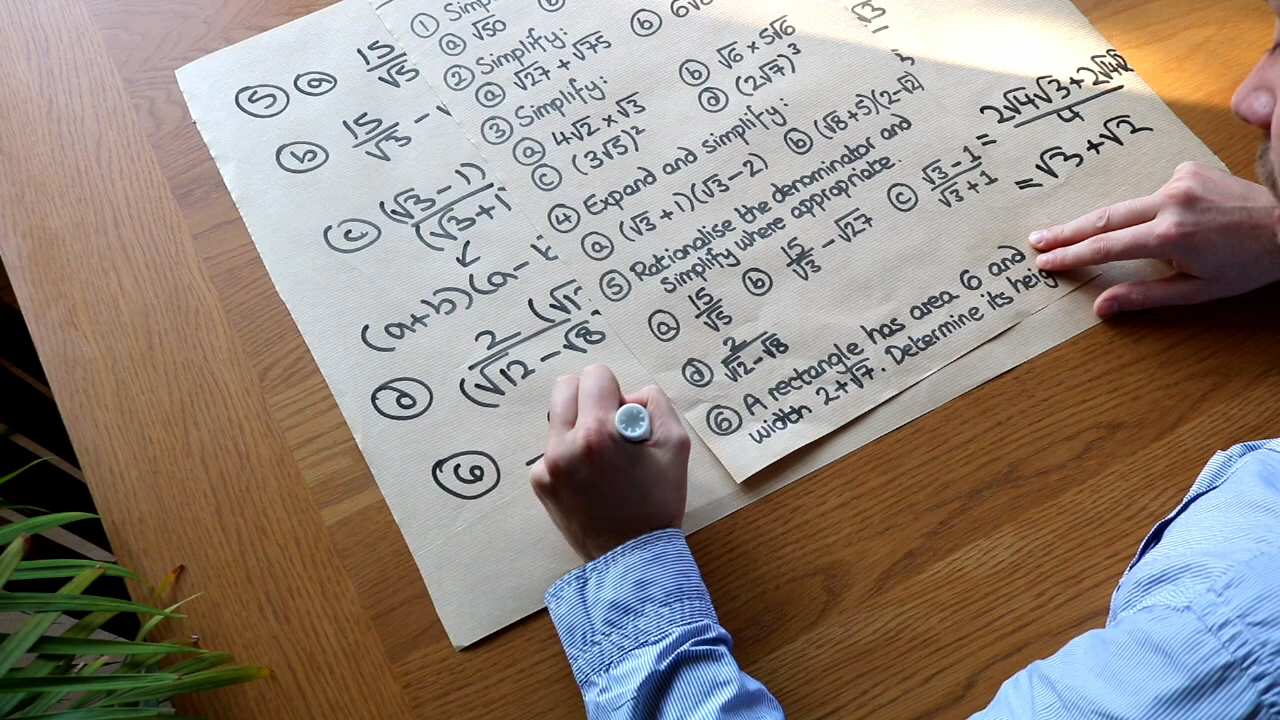 ⑤ ⓐ 15/√5
ⓑ 15/√5 -
ⓒ (√3 - 1)/(√3 + 1
(a+b)(a-
ⓓ 2 (√1/(√12 - √8
⑥
① Simp
ⓐ √50 ⓑ 6√8
② Simplify:
ⓐ √27 + √75
③ Simplify:
ⓐ 4√2 × √3 ⓑ √6 × 5√6
ⓒ (3√5)² ⓓ (2√7)³
④ Expand and simplify:
ⓐ (√3 + 1)(√3 - 2) ⓑ (√8 + 5)(2 - √2)
⑤ Rationalise the denominator and
simplify where appropriate.
ⓐ 15/√5 ⓑ 15/√3 - √27 ⓒ √3 - 1/√3 + 1
ⓓ 2/√12 - √8
⑥ A rectangle has area 6 and
width 2+√7. Determine its heig
= 2√4√3 + 2√4√2/4
= √3 + √2